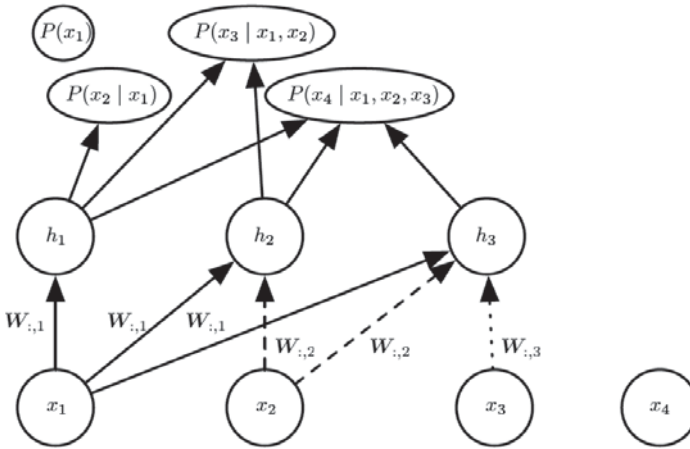 P(x₁)
P(x₃ | x₁, x₂)
P(x₂ | x₁)
P(x₄ | x₁, x₂, x₃)
h₁
h₂
h₃
W:,1
W:,1
W:,1
W:,2
W:,2
W:,3
x₁
x₂
x₃
x₄